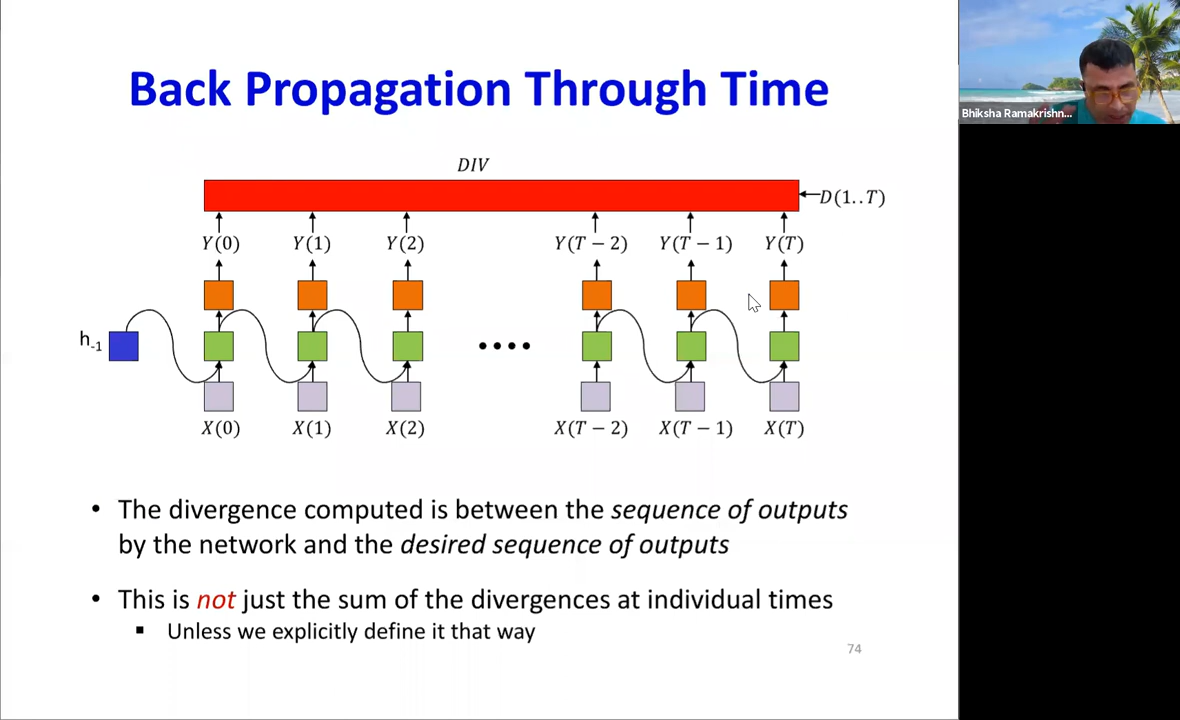 Back Propagation Through Time
Bhiksha Ramakrishn...
DIV
D(1..T)
Y(0) Y(1) Y(2) Y(T − 2) Y(T − 1) Y(T)
h-1
X(0) X(1) X(2) X(T − 2) X(T − 1) X(T)
• The divergence computed is between the sequence of outputs
by the network and the desired sequence of outputs
• This is not just the sum of the divergences at individual times
▪ Unless we explicitly define it that way
74